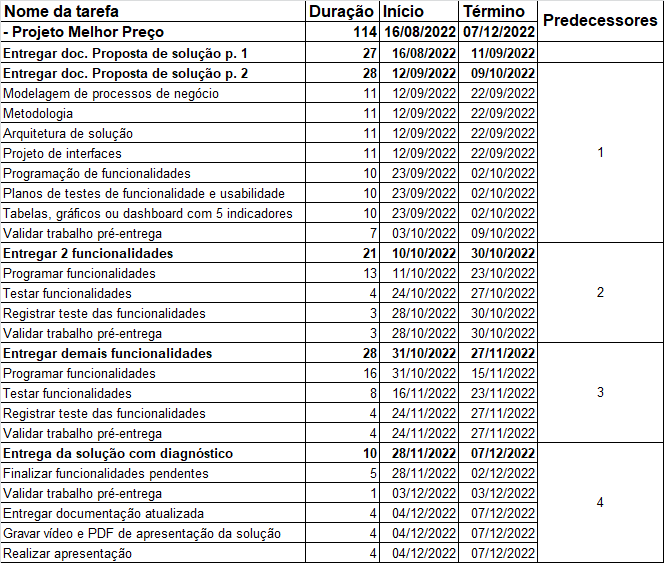 Nome da tarefa Duração Início Término Predecessores
- Projeto Melhor Preço 114 16/08/2022 07/12/2022
Entregar doc. Proposta de solução p. 1 27 16/08/2022 11/09/2022
Entregar doc. Proposta de solução p. 2 28 12/09/2022 09/10/2022
Modelagem de processos de negócio 11 12/09/2022 22/09/2022
Metodologia 11 12/09/2022 22/09/2022
Arquitetura de solução 11 12/09/2022 22/09/2022
Projeto de interfaces 11 12/09/2022 22/09/2022 1
Programação de funcionalidades 10 23/09/2022 02/10/2022
Planos de testes de funcionalidade e usabilidade 10 23/09/2022 02/10/2022
Tabelas, gráficos ou dashboard com 5 indicadores 10 23/09/2022 02/10/2022
Validar trabalho pré-entrega 7 03/10/2022 09/10/2022
Entregar 2 funcionalidades 21 10/10/2022 30/10/2022
Programar funcionalidades 13 11/10/2022 23/10/2022
Testar funcionalidades 4 24/10/2022 27/10/2022 2
Registrar teste das funcionalidades 3 28/10/2022 30/10/2022
Validar trabalho pré-entrega 3 28/10/2022 30/10/2022
Entregar demais funcionalidades 28 31/10/2022 27/11/2022
Programar funcionalidades 16 31/10/2022 15/11/2022
Testar funcionalidades 8 16/11/2022 23/11/2022 3
Registrar teste das funcionalidades 4 24/11/2022 27/11/2022
Validar trabalho pré-entrega 4 24/11/2022 27/11/2022
Entrega da solução com diagnóstico 10 28/11/2022 07/12/2022
Finalizar funcionalidades pendentes 5 28/11/2022 02/12/2022
Validar trabalho pré-entrega 1 03/12/2022 03/12/2022 4
Entregar documentação atualizada 4 04/12/2022 07/12/2022
Gravar vídeo e PDF de apresentação da solução 4 04/12/2022 07/12/2022
Realizar apresentação 4 04/12/2022 07/12/2022